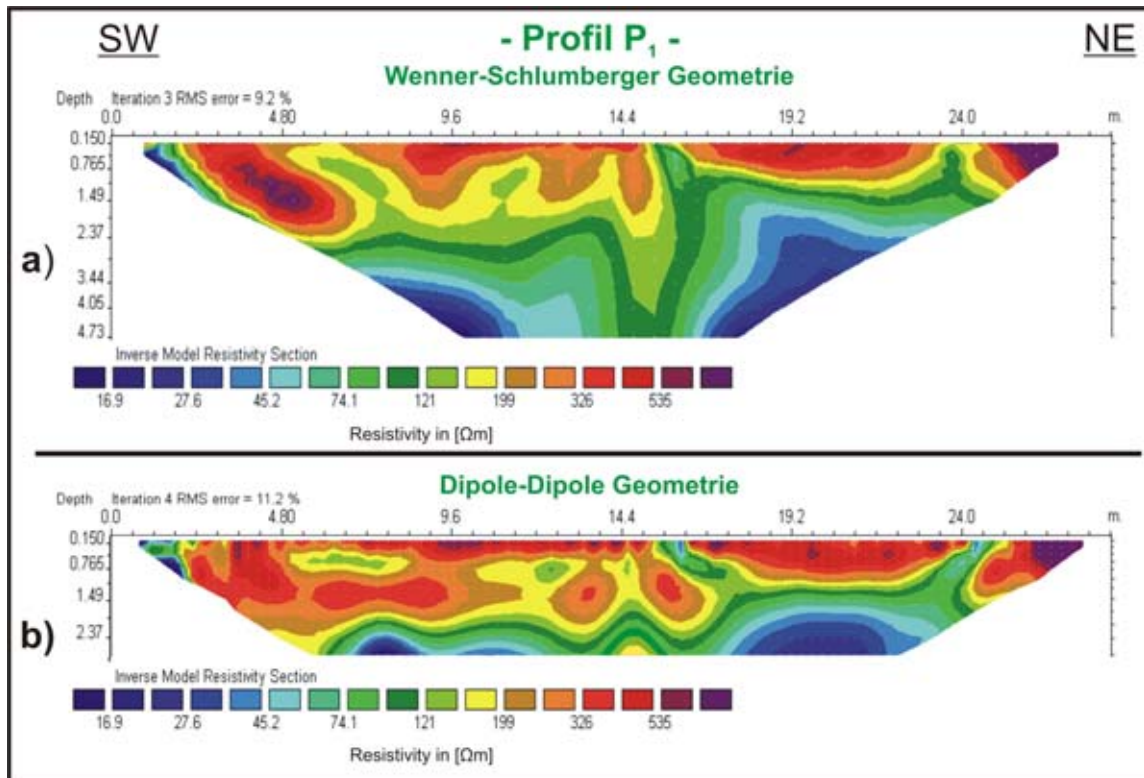 SW
- Profil P₁ -
NE
Wenner-Schlumberger Geometrie
Depth Iteration 3 RMS error = 9.2 %
0.0 4.80 9.6 14.4 19.2 24.0 m.
0.150
0.765
1.49
2.37
3.44
4.05
4.73
a)
Inverse Model Resistivity Section
16.9 27.6 45.2 74.1 121 199 326 535
Resistivity in [Ωm]
Dipole-Dipole Geometrie
Depth Iteration 4 RMS error = 11.2 %
0.0 4.80 9.6 14.4 19.2 24.0 m.
0.150
0.765
1.49
2.37
b)
Inverse Model Resistivity Section
16.9 27.6 45.2 74.1 121 199 326 535
Resistivity in [Ωm]